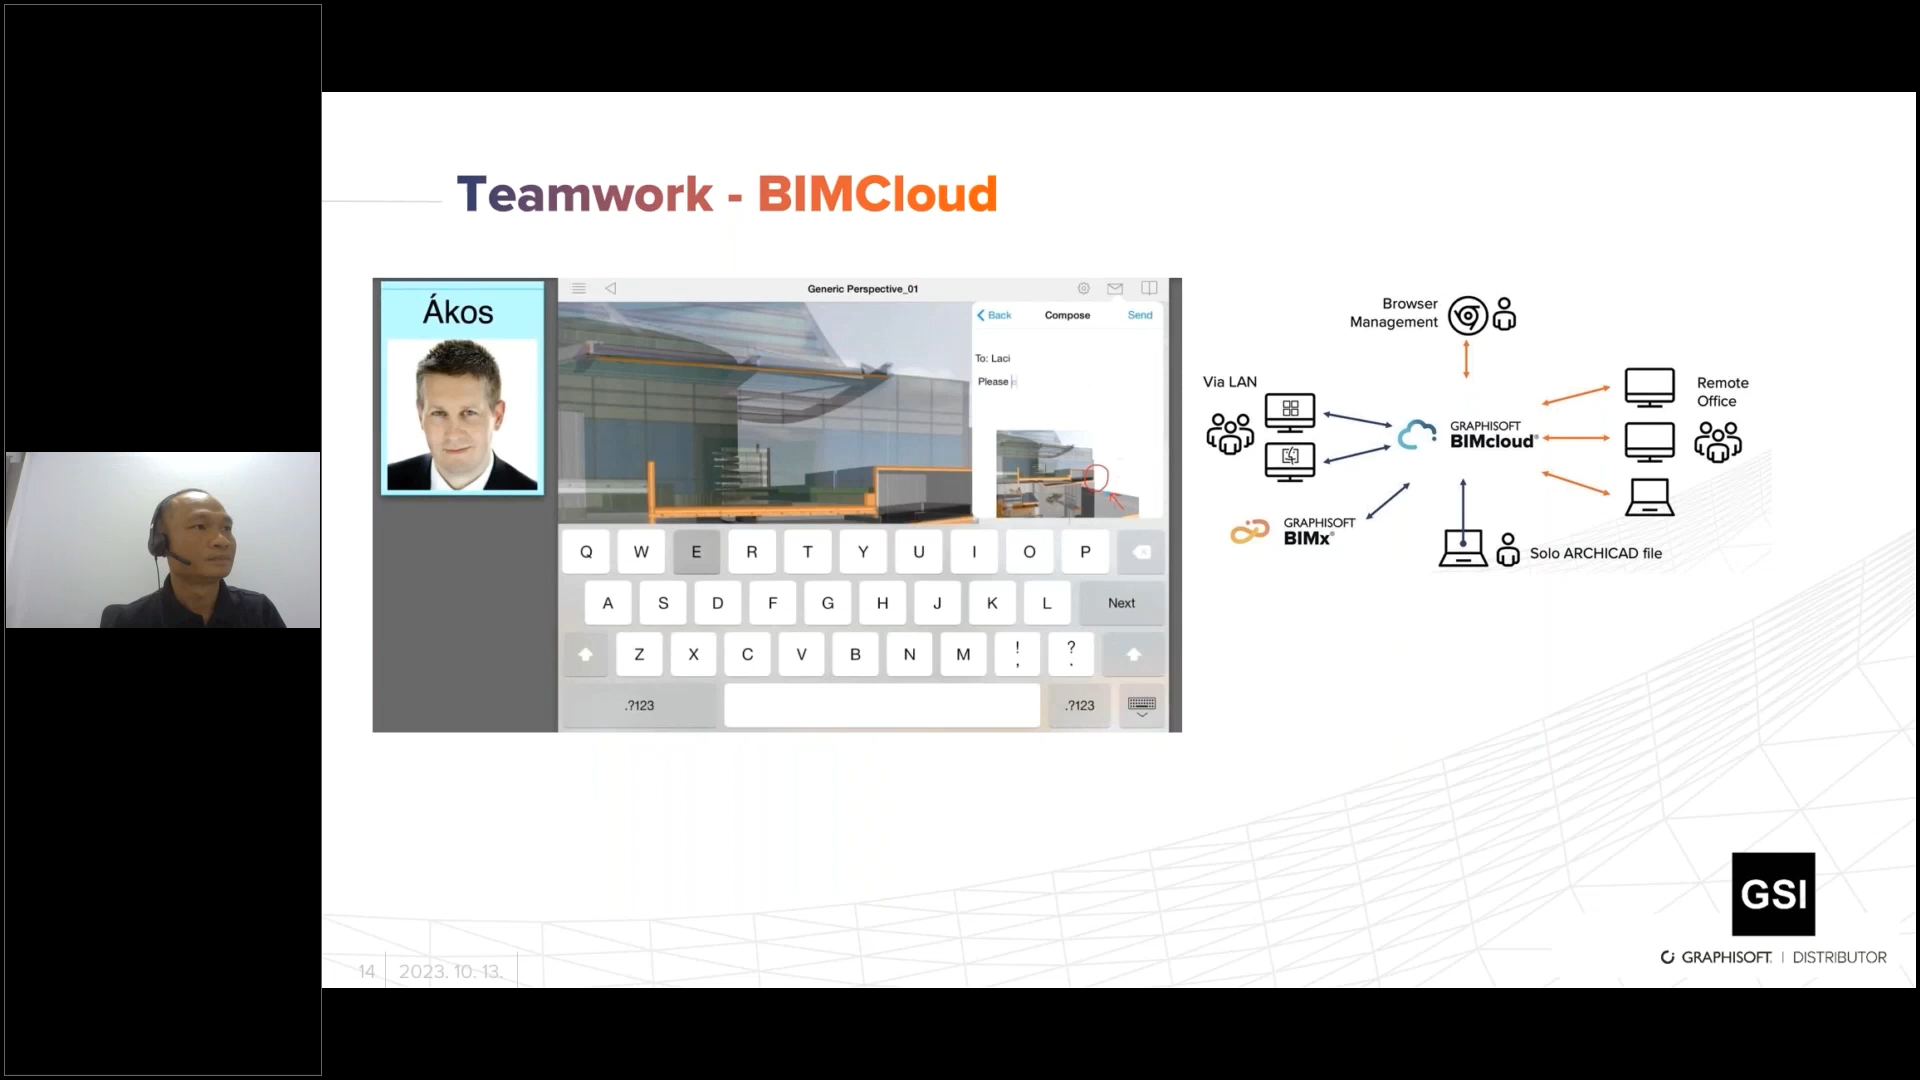 Teamwork - BIMCloud
Ákos
Generic Perspective_01
Back Compose Send
To: Laci
Please
Q W E R T Y U I O P
A S D F G H J K L Next
Z X C V B N M ! , ? .
.?123 .?123
Browser
Management
Via LAN
Remote
Office
GRAPHISOFT
BIMcloud®
GRAPHISOFT
BIMx®
Solo ARCHICAD file
GSI
GRAPHISOFT. | DISTRIBUTOR
14 2023. 10. 13.